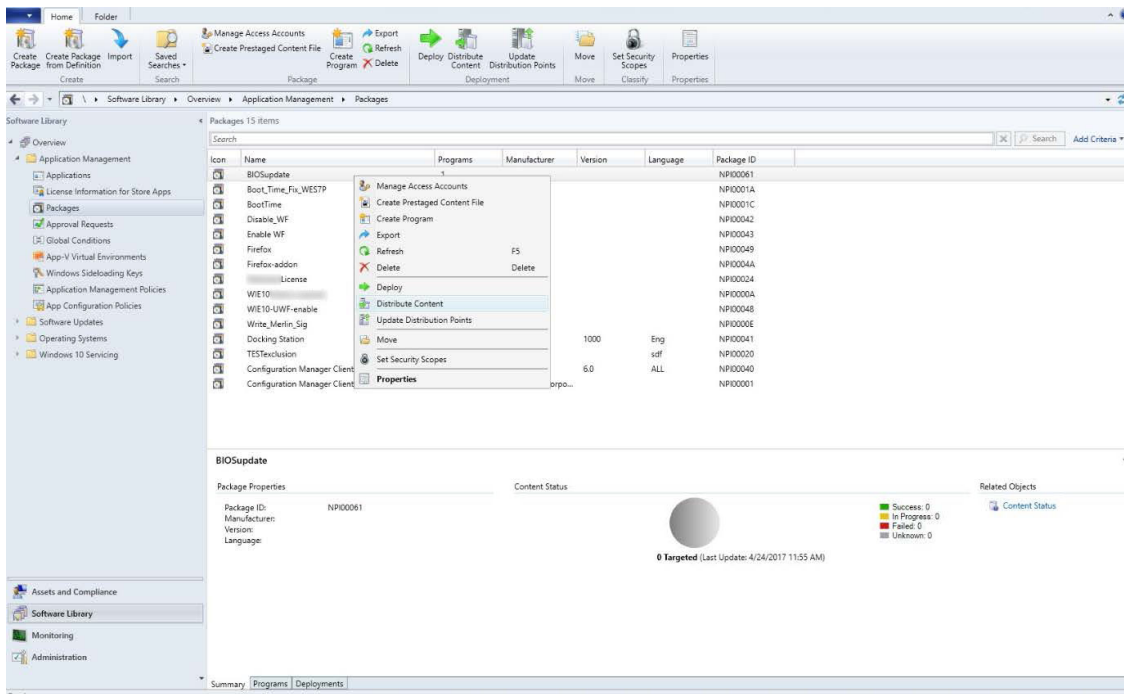 Home Folder
Create Package
Create Package from Definition
Import
Saved Searches
Manage Access Accounts
Create Prestaged Content File
Create Program
Export
Refresh
Delete
Deploy
Distribute Content
Update Distribution Points
Move
Set Security Scopes
Properties
Create Search Package Deployment Move Classify Properties
\ Software Library Overview Application Management Packages
Software Library
Overview
Application Management
Applications
License Information for Store Apps
Packages
Approval Requests
Global Conditions
App-V Virtual Environments
Windows Sideloading Keys
Application Management Policies
App Configuration Policies
Software Updates
Operating Systems
Windows 10 Servicing
Assets and Compliance
Software Library
Monitoring
Administration
Packages 15 items
Search Search Add Criteria
Icon Name Programs Manufacturer Version Language Package ID
BIOSupdate 1 NPI00061
Boot_Time_Fix_WES7P NPI0001A
BootTime NPI0001C
Disable_WF NPI00042
Enable WF NPI00043
Firefox NPI00049
Firefox-addon NPI0004A
License NPI00024
WIE10 NPI0000A
WIE10-UWF-enable NPI00048
Write_Merlin_Sig NPI0000E
Docking Station 1000 Eng NPI00041
TESTexclusion sdf NPI00020
Configuration Manager Client 6.0 ALL NPI00040
Configuration Manager Client orpo... NPI00001
Manage Access Accounts
Create Prestaged Content File
Create Program
Export
Refresh F5
Delete Delete
Deploy
Distribute Content
Update Distribution Points
Move
Set Security Scopes
Properties
BIOSupdate
Package Properties
Package ID: NPI00061
Manufacturer:
Version:
Language:
Content Status
Success: 0
In Progress: 0
Failed: 0
Unknown: 0
0 Targeted (Last Update: 4/24/2017 11:55 AM)
Related Objects
Content Status
Summary Programs Deployments